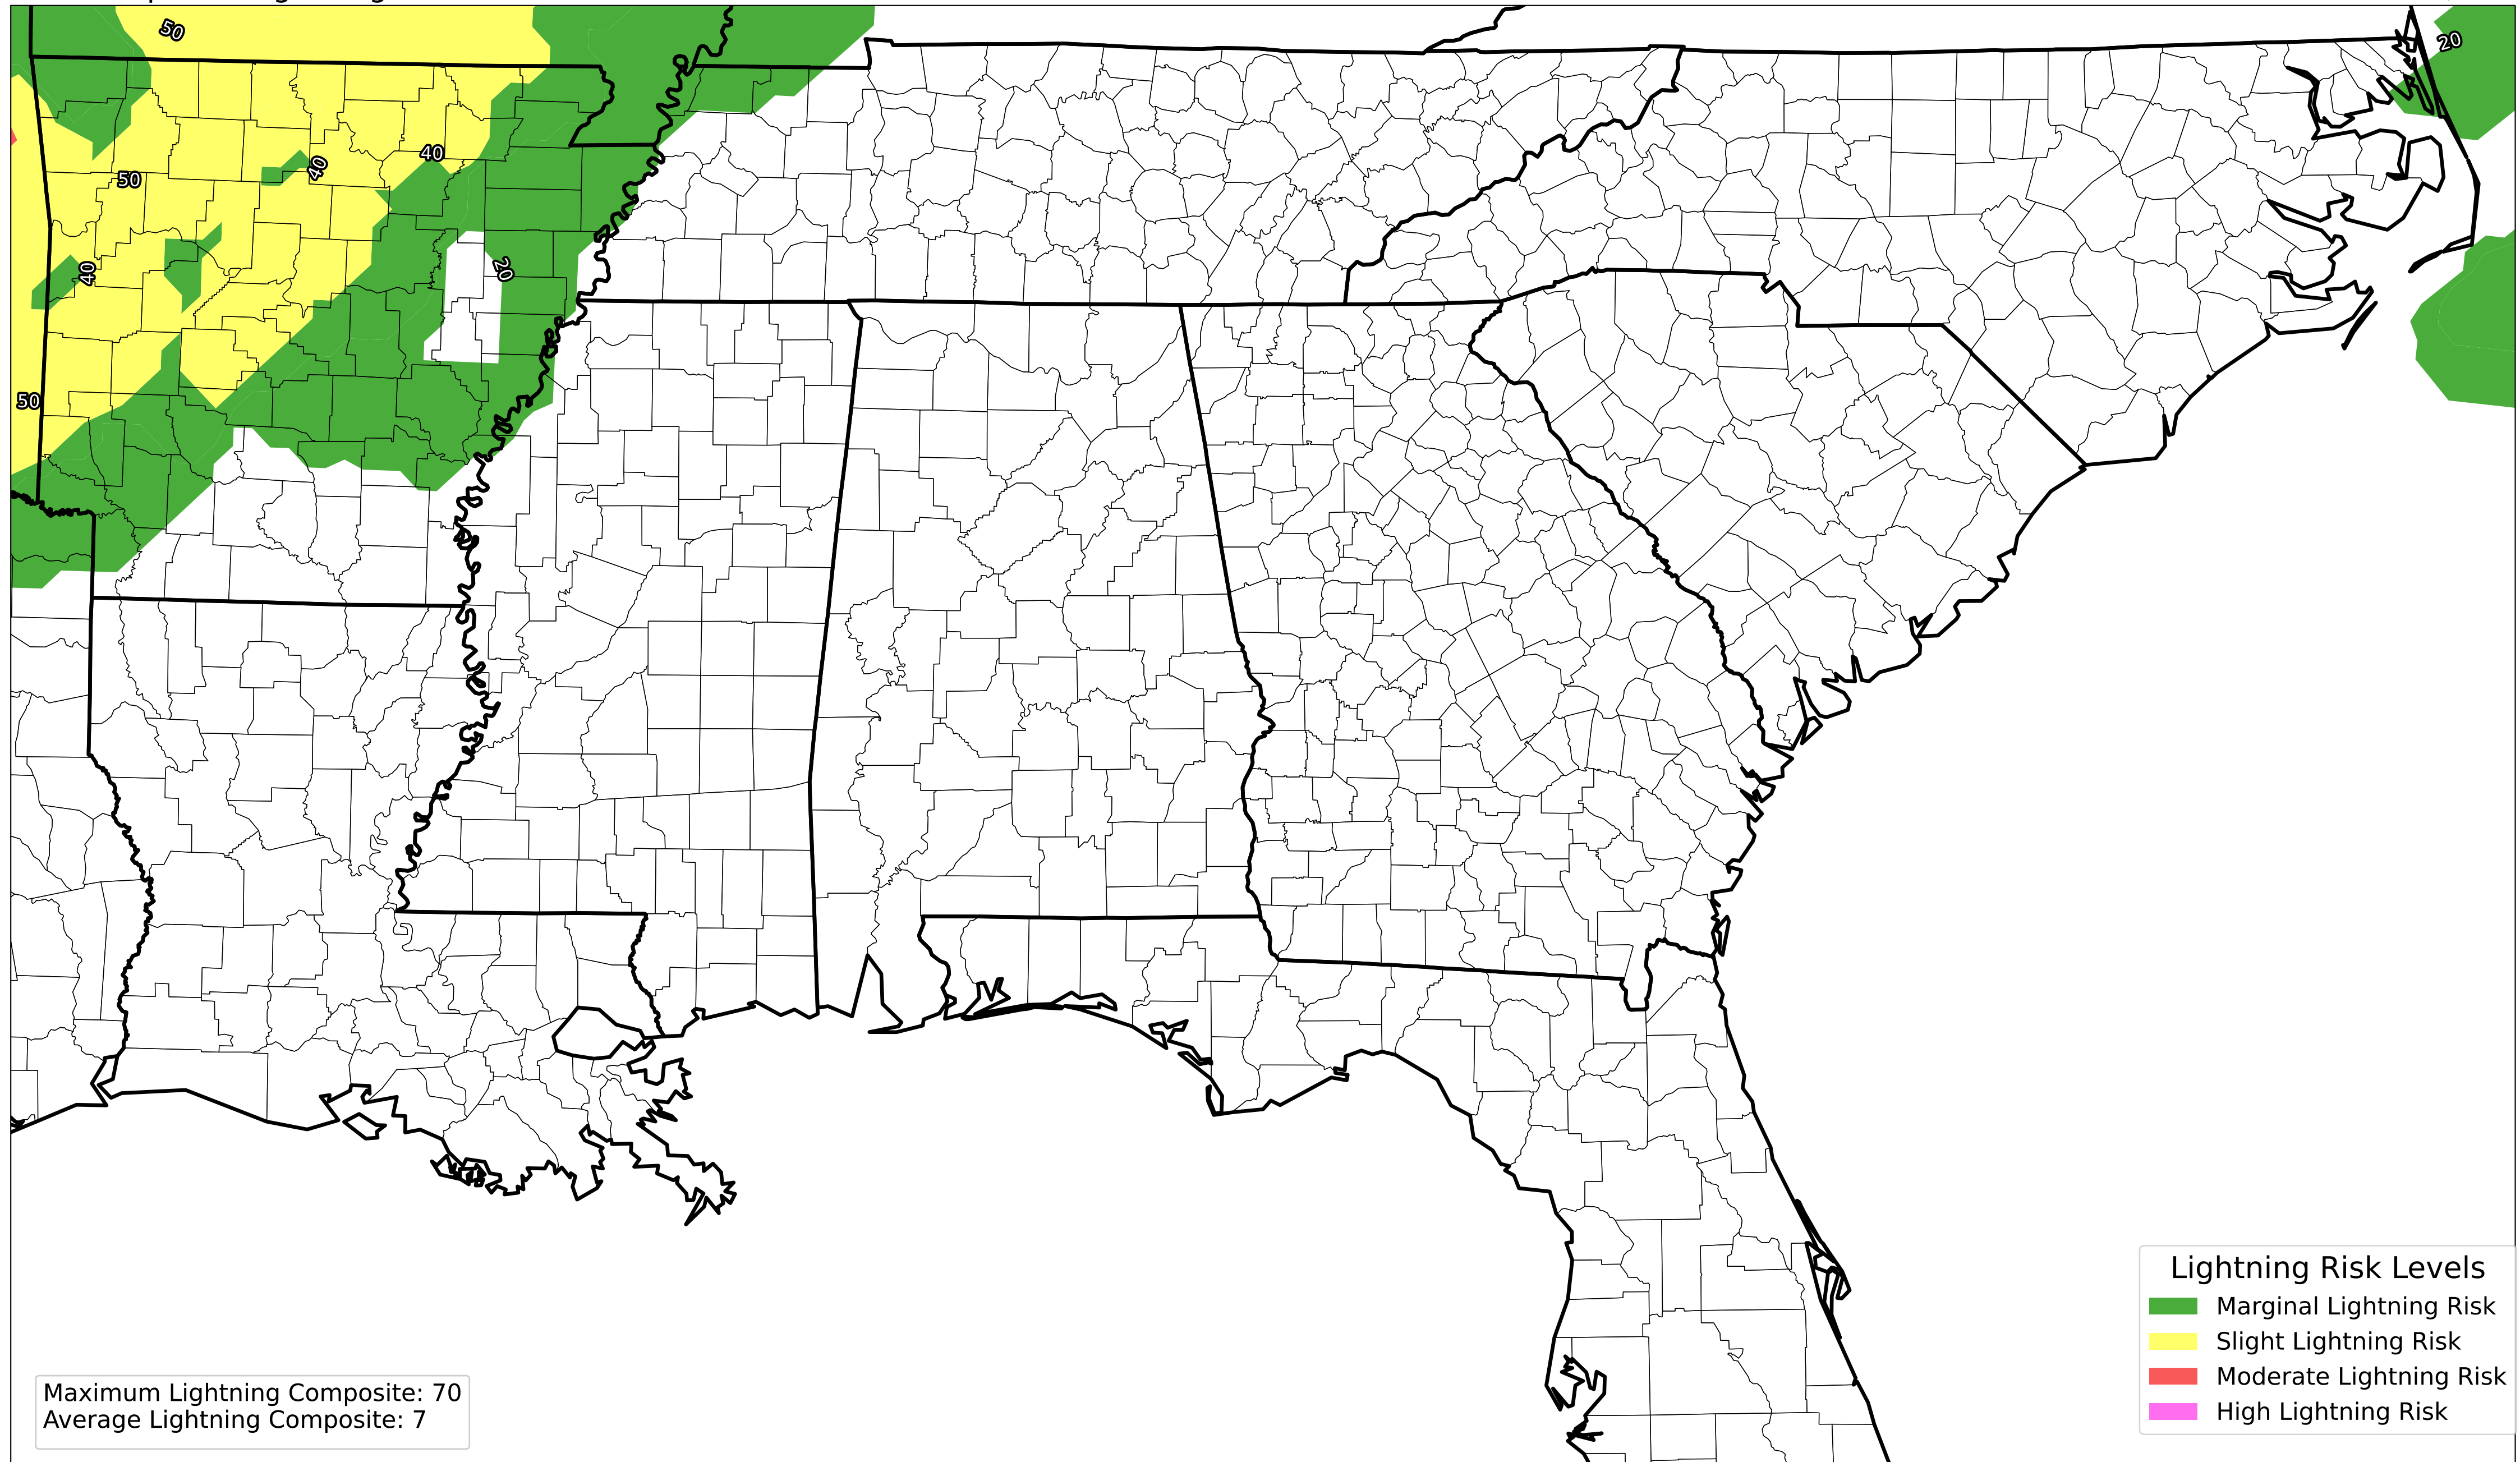 50
20
40
40
50
40
20
50
Lightning Risk Levels
Marginal Lightning Risk
Slight Lightning Risk
Moderate Lightning Risk
High Lightning Risk
Maximum Lightning Composite: 70
Average Lightning Composite: 7